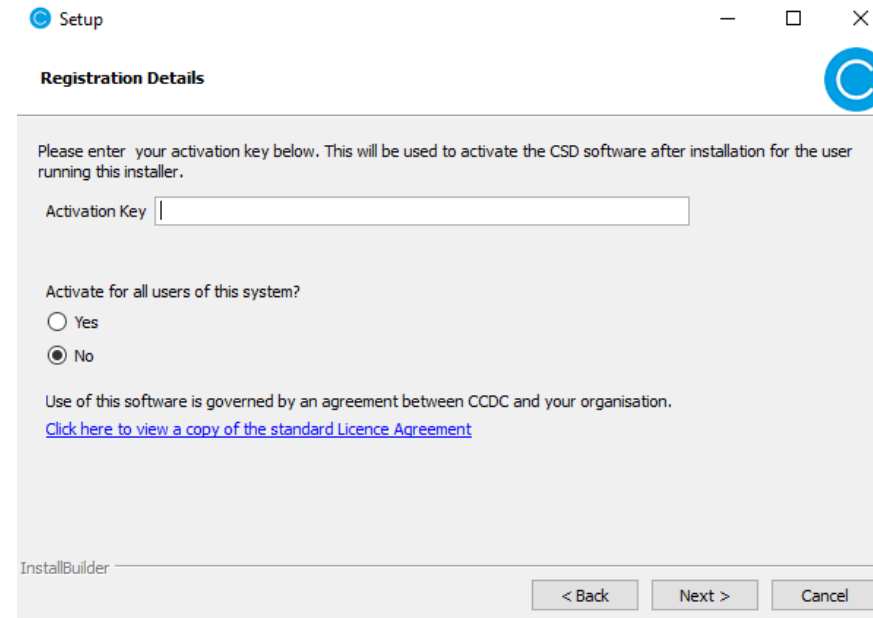 Setup
Registration Details
Please enter  your activation key below. This will be used to activate the CSD software after installation for the user
running this installer.
Activation Key
Activate for all users of this system?
Yes
No
Use of this software is governed by an agreement between CCDC and your organisation.
Click here to view a copy of the standard Licence Agreement
InstallBuilder
< Back
Next >
Cancel